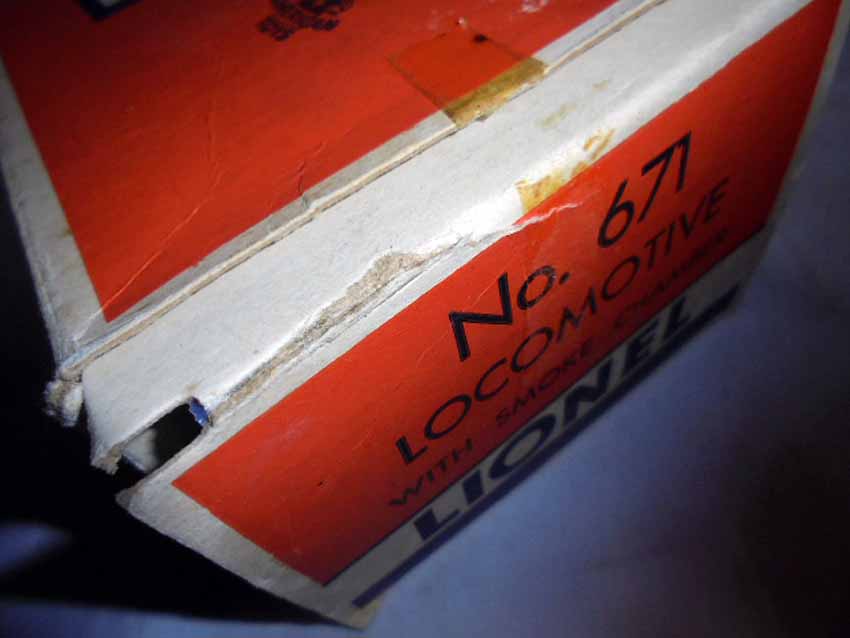 No. 671
LOCOMOTIVE
WITH SMOKE CHAMBER
LIONEL